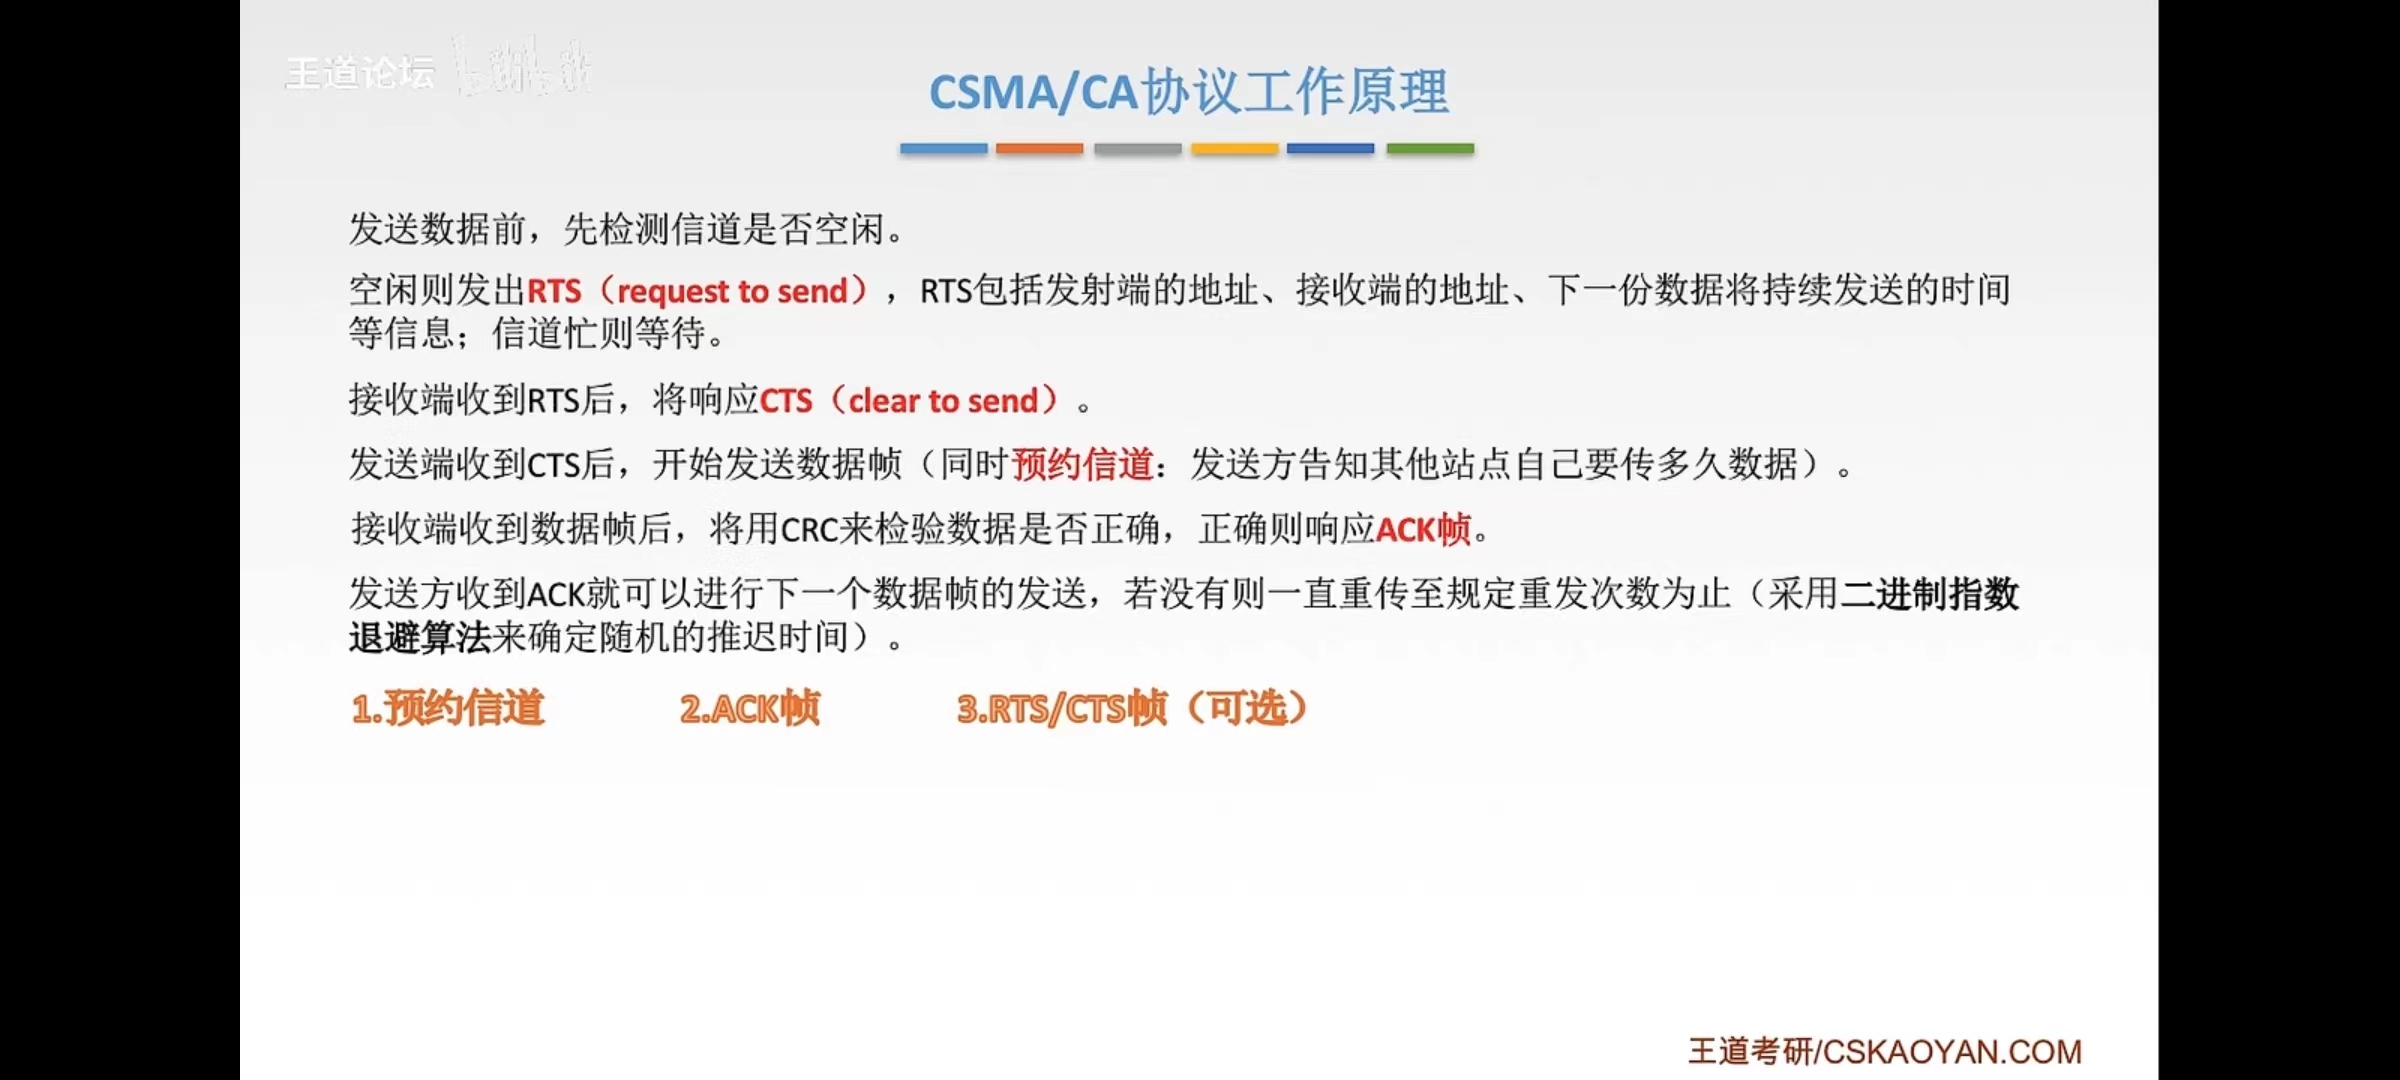 王道论坛 bilibili
CSMA/CA协议工作原理
发送数据前，先检测信道是否空闲。
空闲则发出RTS（request to send），RTS包括发射端的地址、接收端的地址、下一份数据将持续发送的时间
等信息；信道忙则等待。
接收端收到RTS后，将响应CTS（clear to send）。
发送端收到CTS后，开始发送数据帧（同时预约信道：发送方告知其他站点自己要传多久数据）。
接收端收到数据帧后，将用CRC来检验数据是否正确，正确则响应ACK帧。
发送方收到ACK就可以进行下一个数据帧的发送，若没有则一直重传至规定重发次数为止（采用二进制指数
退避算法来确定随机的推迟时间）。
1.预约信道 2.ACK帧 3.RTS/CTS帧（可选）
王道考研/CSKAOYAN.COM